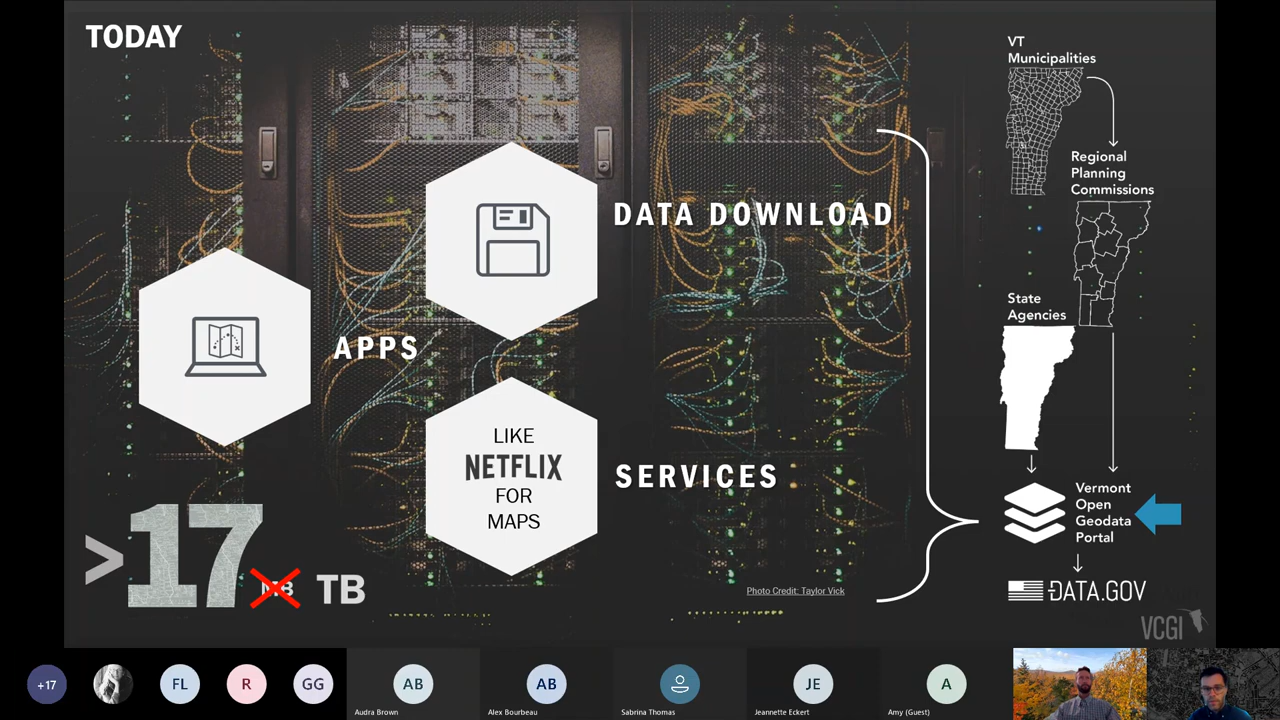 TODAY
DATA DOWNLOAD
APPS
LIKE
NETFLIX
FOR
MAPS
SERVICES
>17
TB
Photo Credit: Taylor Vick
VT
Municipalities
Regional
Planning
Commissions
State
Agencies
Vermont
Open
Geodata
Portal
DATA.GOV
VCGI
+17
FL
R
GG
AB
Audra Brown
AB
Alex Bourbeau
Sabrina Thomas
JE
Jeannette Eckert
A
Amy (Guest)